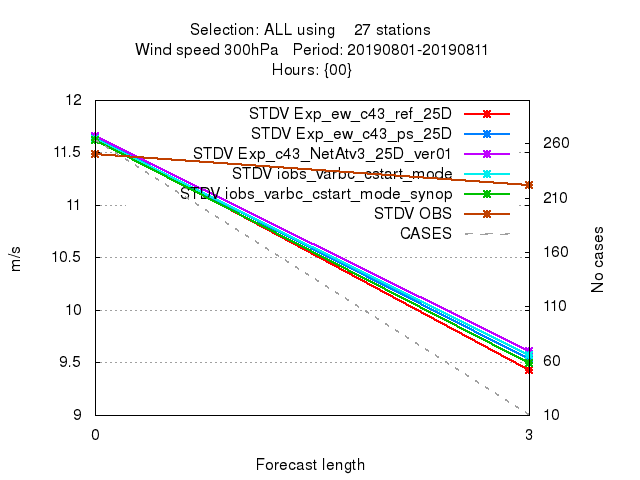 Selection: ALL using 27 stations
Wind speed 300hPa Period: 20190801-20190811
Hours: {00}
12
11.5
11
10.5
10
9.5
9
m/s
STDV Exp_ew_c43_ref_25D
STDV Exp_ew_c43_ps_25D
STDV Exp_c43_NetAtv3_25D_ver01
STDV iobs_varbc_cstart_mode
STDV iobs_varbc_cstart_mode_synop
STDV OBS
CASES
260
210
160
110
60
10
No cases
0 3
Forecast length